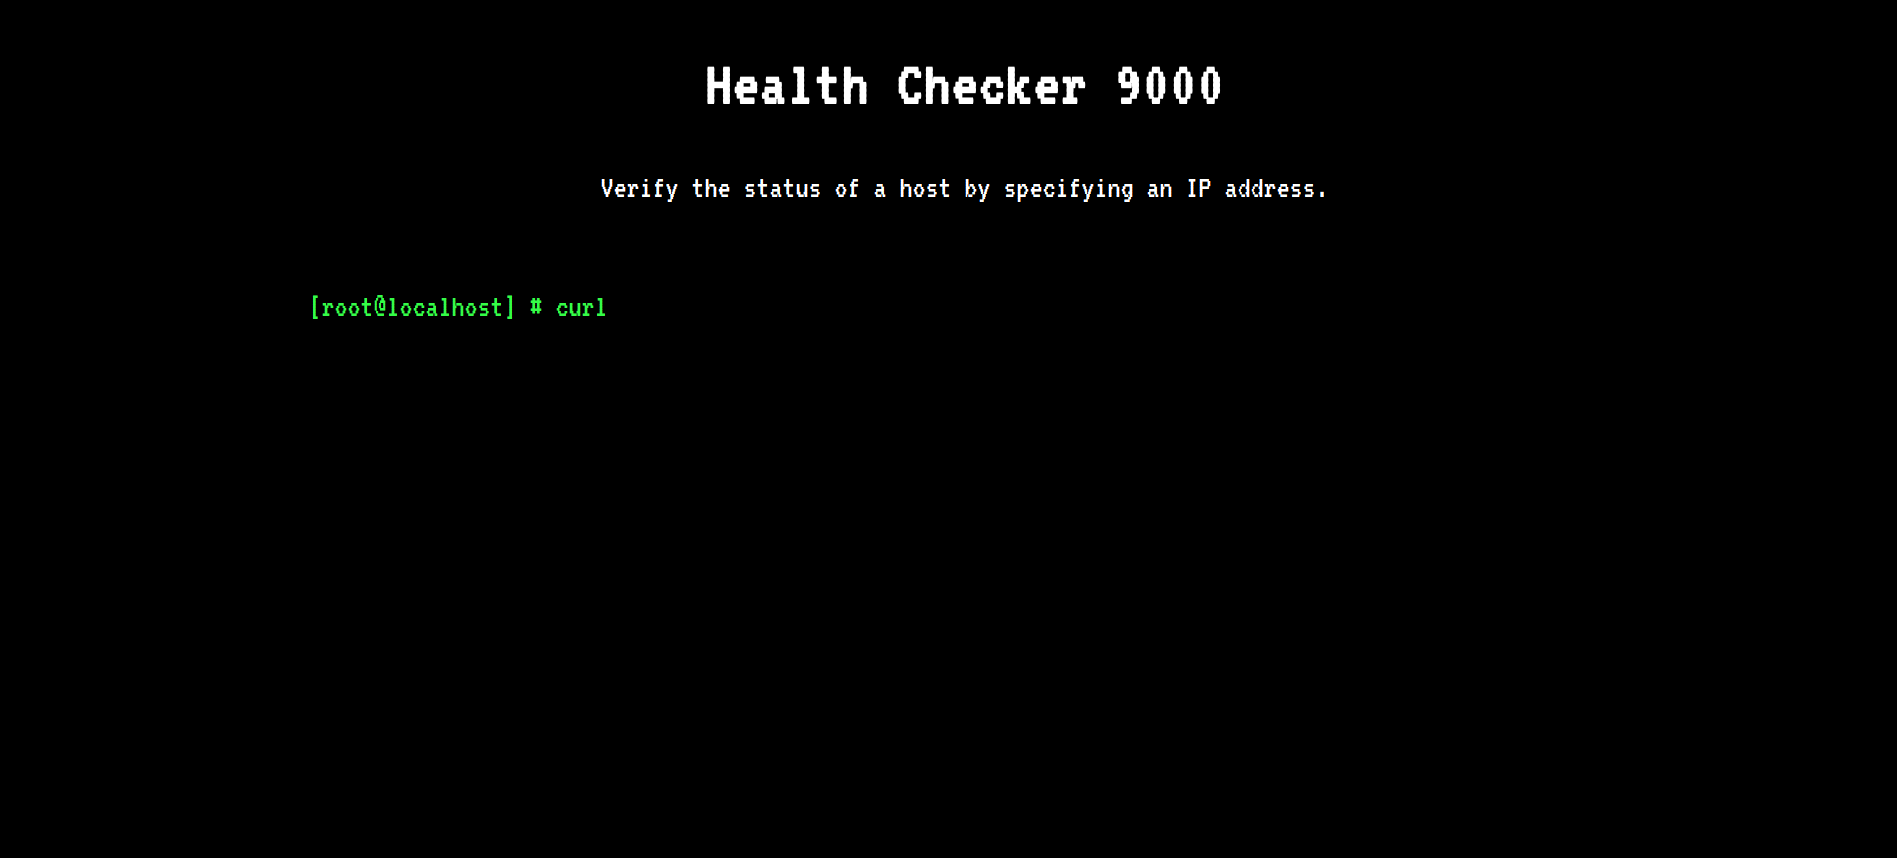 Health Checker 9000
Verify the status of a host by specifying an IP address.
[root@localhost] # curl